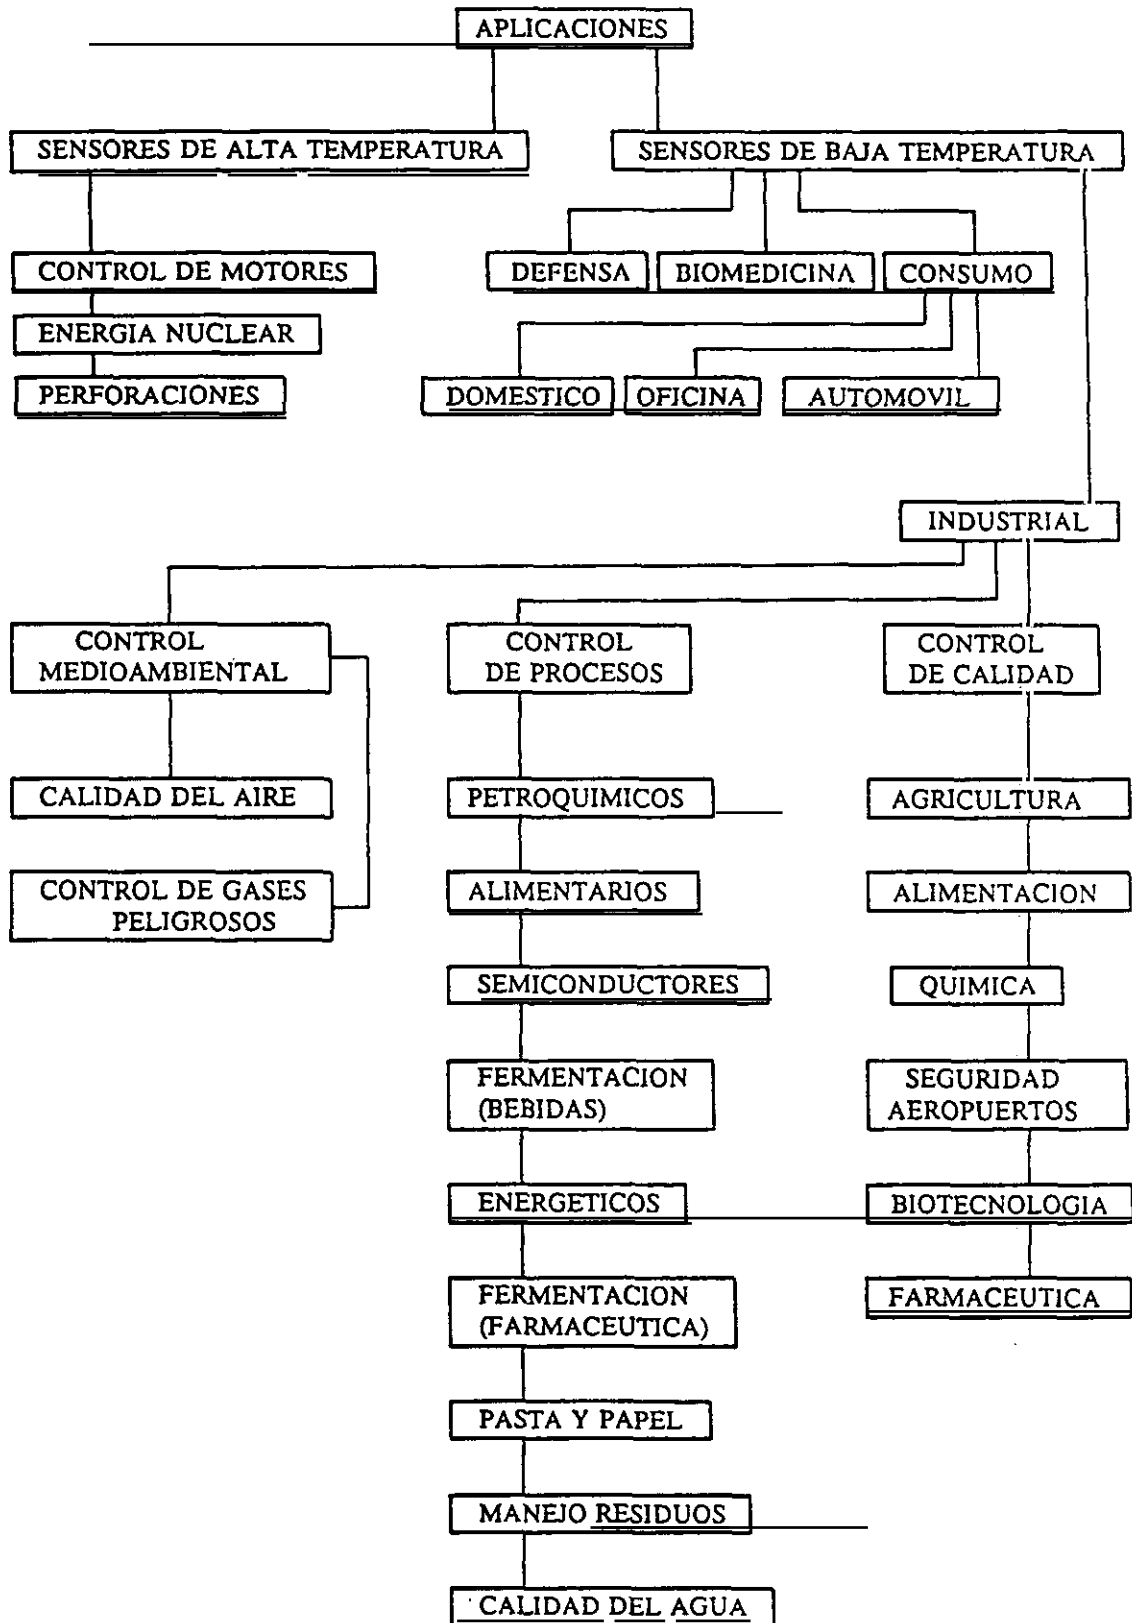 APLICACIONES
SENSORES DE ALTA TEMPERATURA
SENSORES DE BAJA TEMPERATURA
CONTROL DE MOTORES
ENERGIA NUCLEAR
PERFORACIONES
DEFENSA
BIOMEDICINA
CONSUMO
DOMESTICO
OFICINA
AUTOMOVIL
INDUSTRIAL
CONTROL
MEDIOAMBIENTAL
CALIDAD DEL AIRE
CONTROL DE GASES
PELIGROSOS
CONTROL
DE PROCESOS
PETROQUIMICOS
ALIMENTARIOS
SEMICONDUCTORES
FERMENTACION
(BEBIDAS)
ENERGETICOS
FERMENTACION
(FARMACEUTICA)
PASTA Y PAPEL
MANEJO RESIDUOS
CALIDAD DEL AGUA
CONTROL
DE CALIDAD
AGRICULTURA
ALIMENTACION
QUIMICA
SEGURIDAD
AEROPUERTOS
BIOTECNOLOGIA
FARMACEUTICA